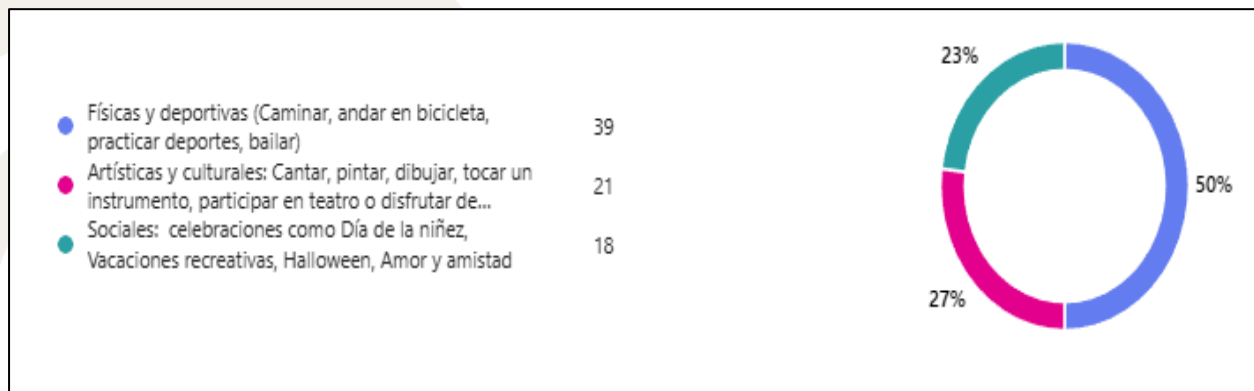 Físicas y deportivas (Caminar, andar en bicicleta,
practicar deportes, bailar)
39
Artísticas y culturales: Cantar, pintar, dibujar, tocar un
instrumento, participar en teatro o disfrutar de...
21
Sociales:  celebraciones como Día de la niñez,
Vacaciones recreativas, Halloween, Amor y amistad
18
23%
50%
27%